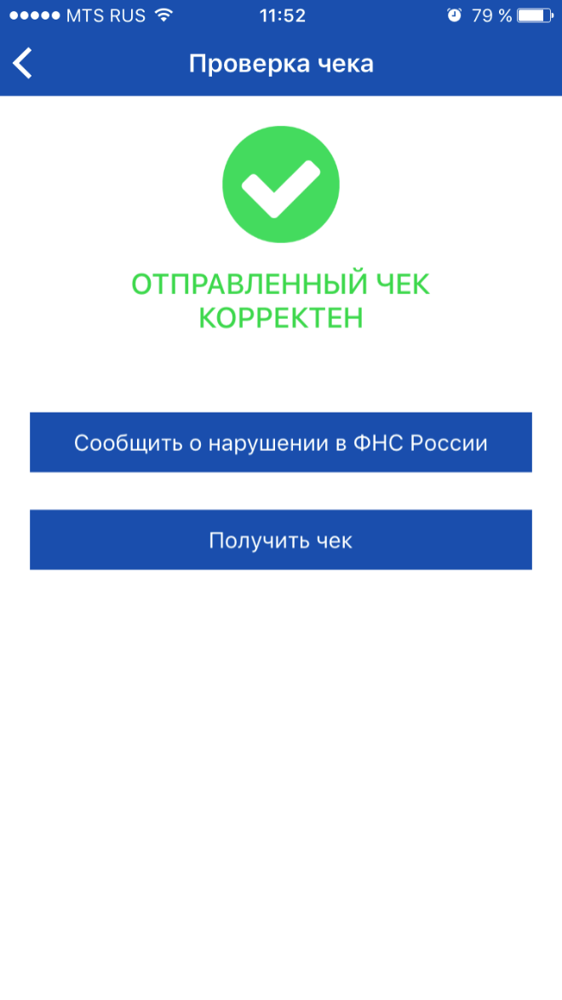 MTS RUS 11:52 79 %
Проверка чека
ОТПРАВЛЕННЫЙ ЧЕК
КОРРЕКТЕН
Сообщить о нарушении в ФНС России
Получить чек